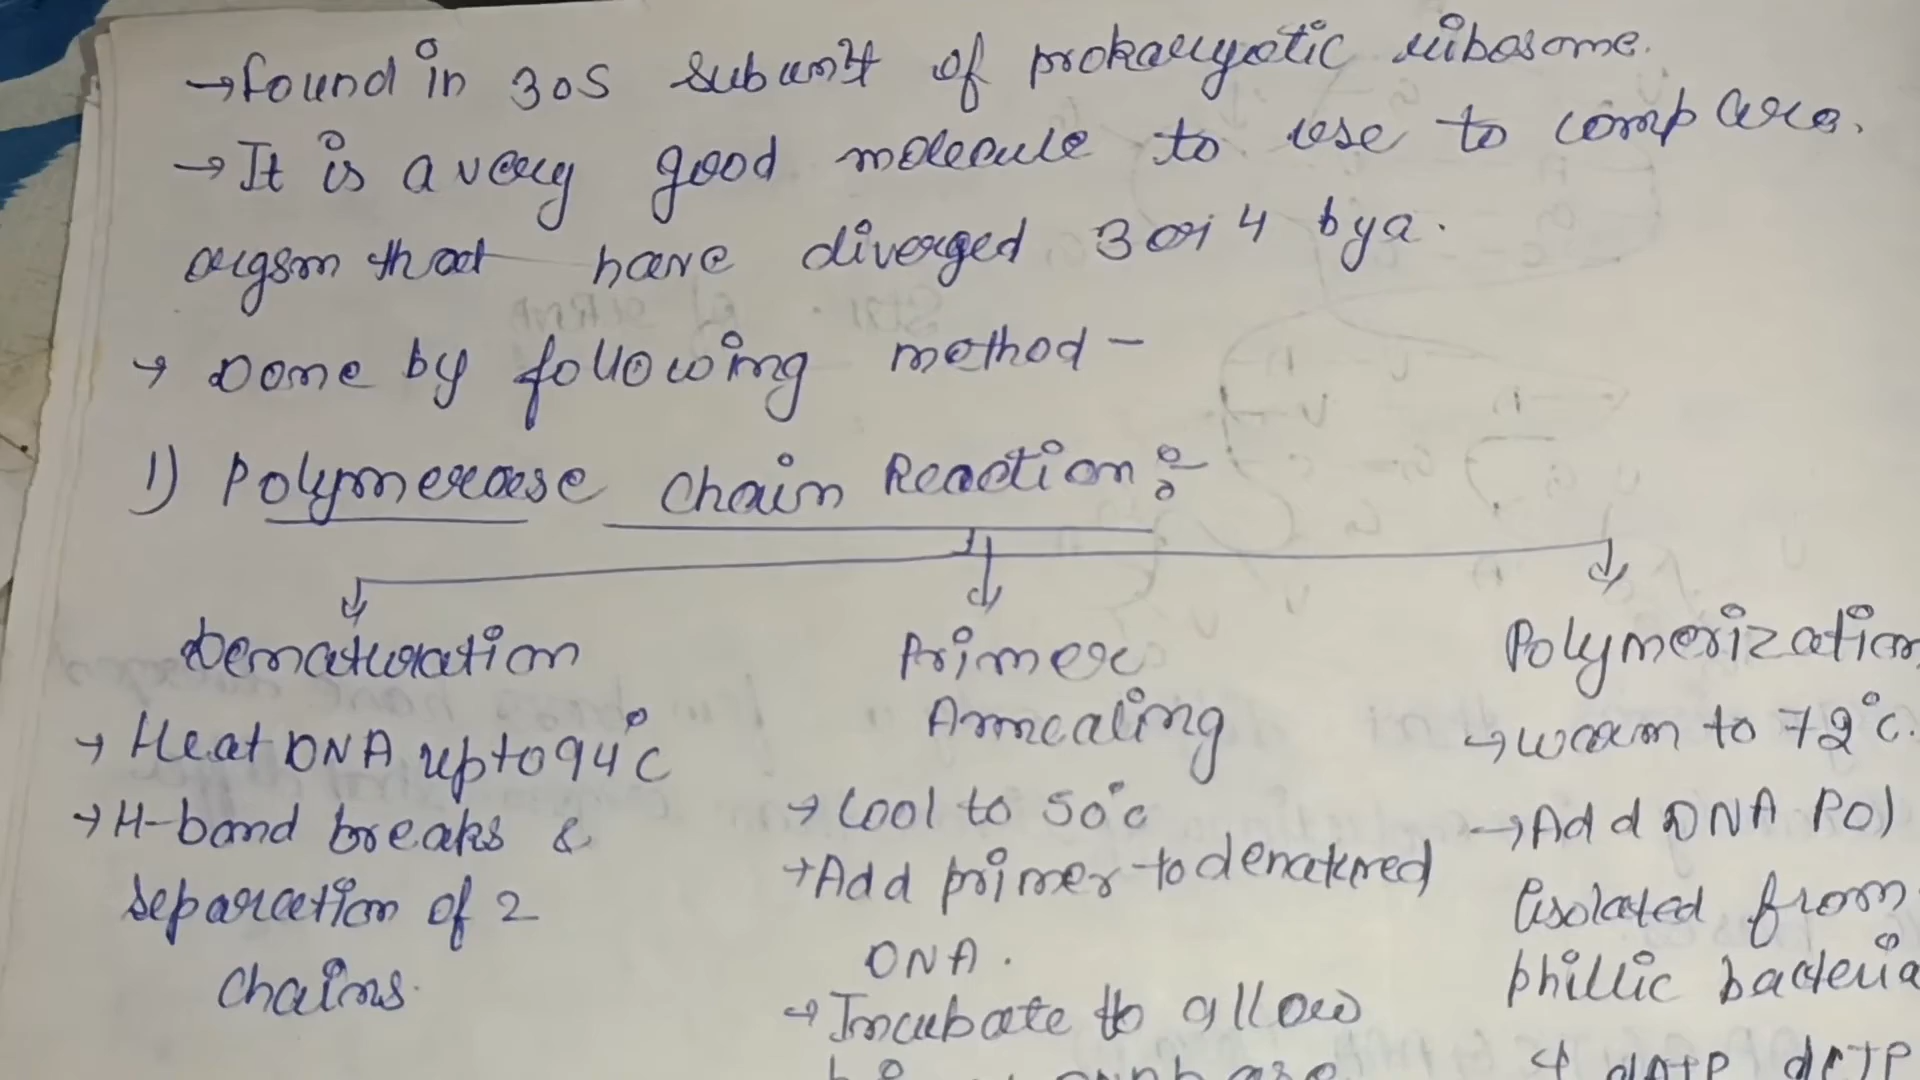 → found in 30S subunit of prokaryotic ribosome.
→ It is a very good molecule to use to compare.
orgsm that have diverged 3 or 4 bya.
→ Done by following method -
1) Polymerase Chain Reaction :-
Denaturation
→ Heat DNA upto 94°C
→ H-bond breaks &
separation of 2
chains.
Primer
Annealing
→ Cool to 50°C
→ Add primer to denatured
DNA.
→ Incubate to allow
Polymerization
→ warm to 72°C.
→ Add DNA Pol
(isolated from
phillic bacteria
dATP dCTP